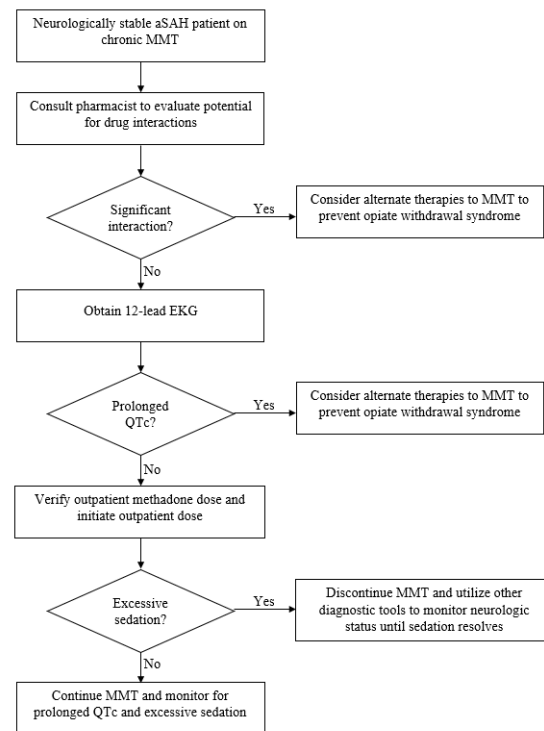 Neurologically stable aSAH patient on
chronic MMT
Consult pharmacist to evaluate potential
for drug interactions
Significant
interaction?
Yes
Consider alternate therapies to MMT to
prevent opiate withdrawal syndrome
No
Obtain 12-lead EKG
Prolonged
QTc?
Yes
Consider alternate therapies to MMT to
prevent opiate withdrawal syndrome
No
Verify outpatient methadone dose and
initiate outpatient dose
Excessive
sedation?
Yes
Discontinue MMT and utilize other
diagnostic tools to monitor neurologic
status until sedation resolves
No
Continue MMT and monitor for
prolonged QTc and excessive sedation